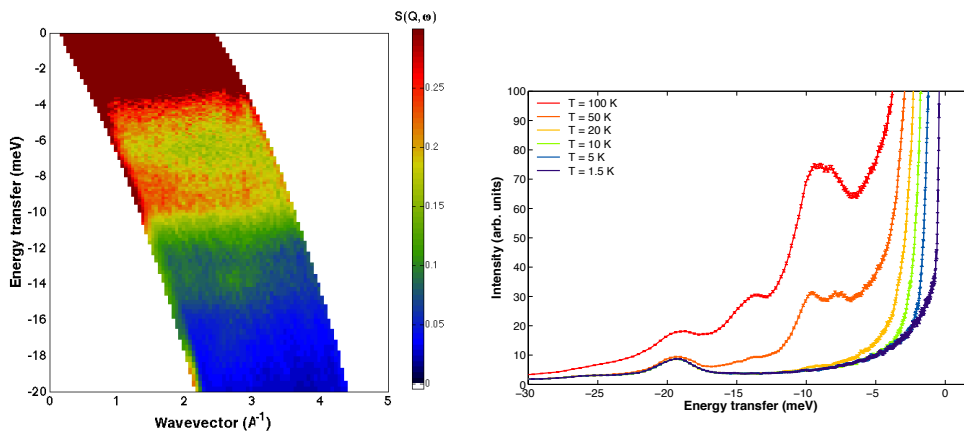 S(Q,ω)
0
-2
-4
-6
-8
-10
-12
-14
-16
-18
-20
Energy transfer (meV)
0 1 2 3 4 5
Wavevector (A⁻¹)
0.25
0.2
0.15
0.1
0.05
0
100
90
80
70
60
50
40
30
20
10
0
Intensity (arb. units)
T = 100 K
T = 50 K
T = 20 K
T = 10 K
T = 5 K
T = 1.5 K
-30 -25 -20 -15 -10 -5 0
Energy transfer (meV)